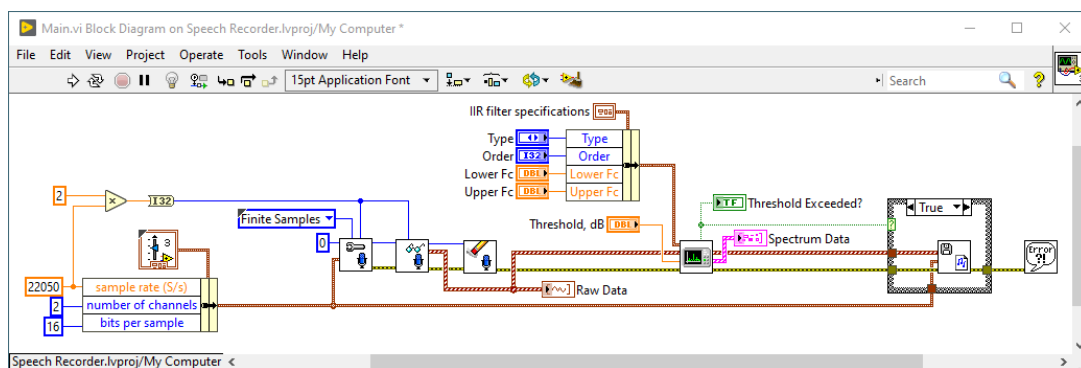 Main.vi Block Diagram on Speech Recorder.lvproj/My Computer *
File Edit View Project Operate Tools Window Help
15pt Application Font
Search
IIR filter specifications
Type Type
Order I32 Order
Lower Fc DBL Lower Fc
Upper Fc DBL Upper Fc
2
I32
Finite Samples
Threshold, dB DBL
TF Threshold Exceeded?
True
0
Spectrum Data
3
Error
?!
22050 sample rate (S/s)
Raw Data
2 number of channels
16 bits per sample
Speech Recorder.lvproj/My Computer